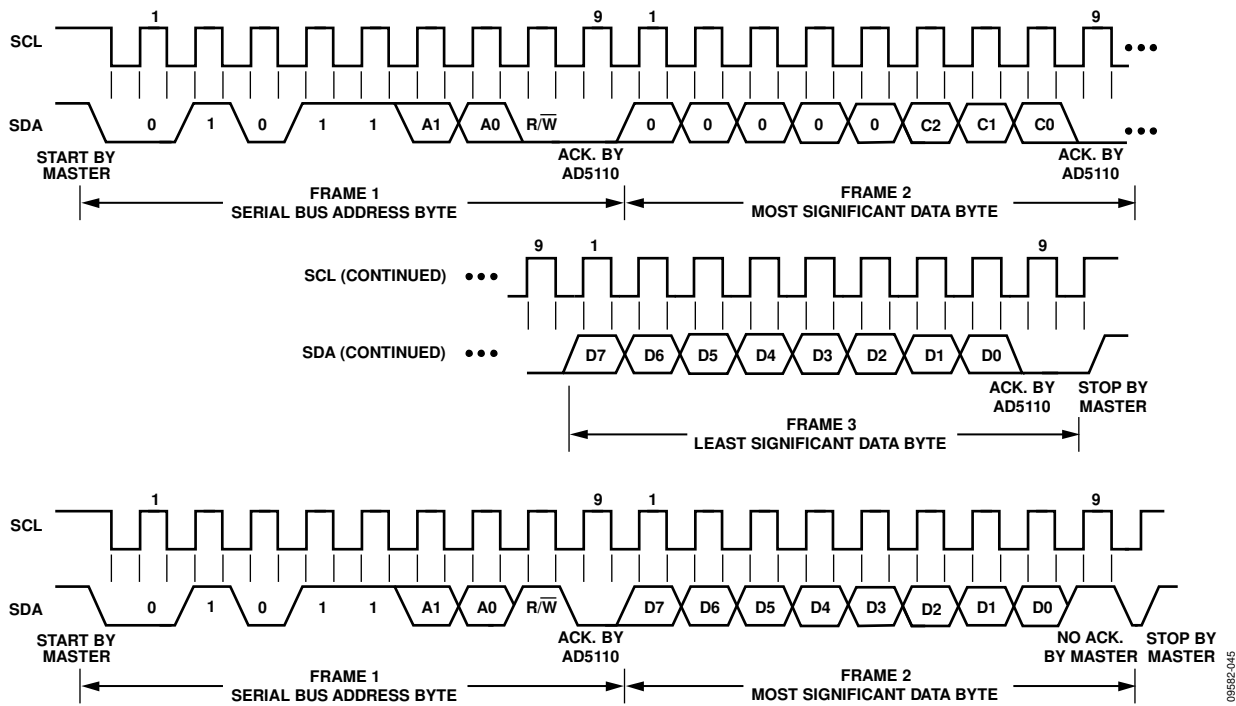 1 9 1 9
SCL
SDA 0 1 0 1 1 A1 A0 R/W̅ 0 0 0 0 0 C2 C1 C0
START BY MASTER
ACK. BY AD5110
ACK. BY AD5110
FRAME 1
SERIAL BUS ADDRESS BYTE
FRAME 2
MOST SIGNIFICANT DATA BYTE
9 1 9
SCL (CONTINUED)
SDA (CONTINUED) D7 D6 D5 D4 D3 D2 D1 D0
ACK. BY AD5110
STOP BY MASTER
FRAME 3
LEAST SIGNIFICANT DATA BYTE
1 9 1 9
SCL
SDA 0 1 0 1 1 A1 A0 R/W̅ D7 D6 D5 D4 D3 D2 D1 D0
START BY MASTER
ACK. BY AD5110
NO ACK. BY MASTER
STOP BY MASTER
FRAME 1
SERIAL BUS ADDRESS BYTE
FRAME 2
MOST SIGNIFICANT DATA BYTE
09582-045